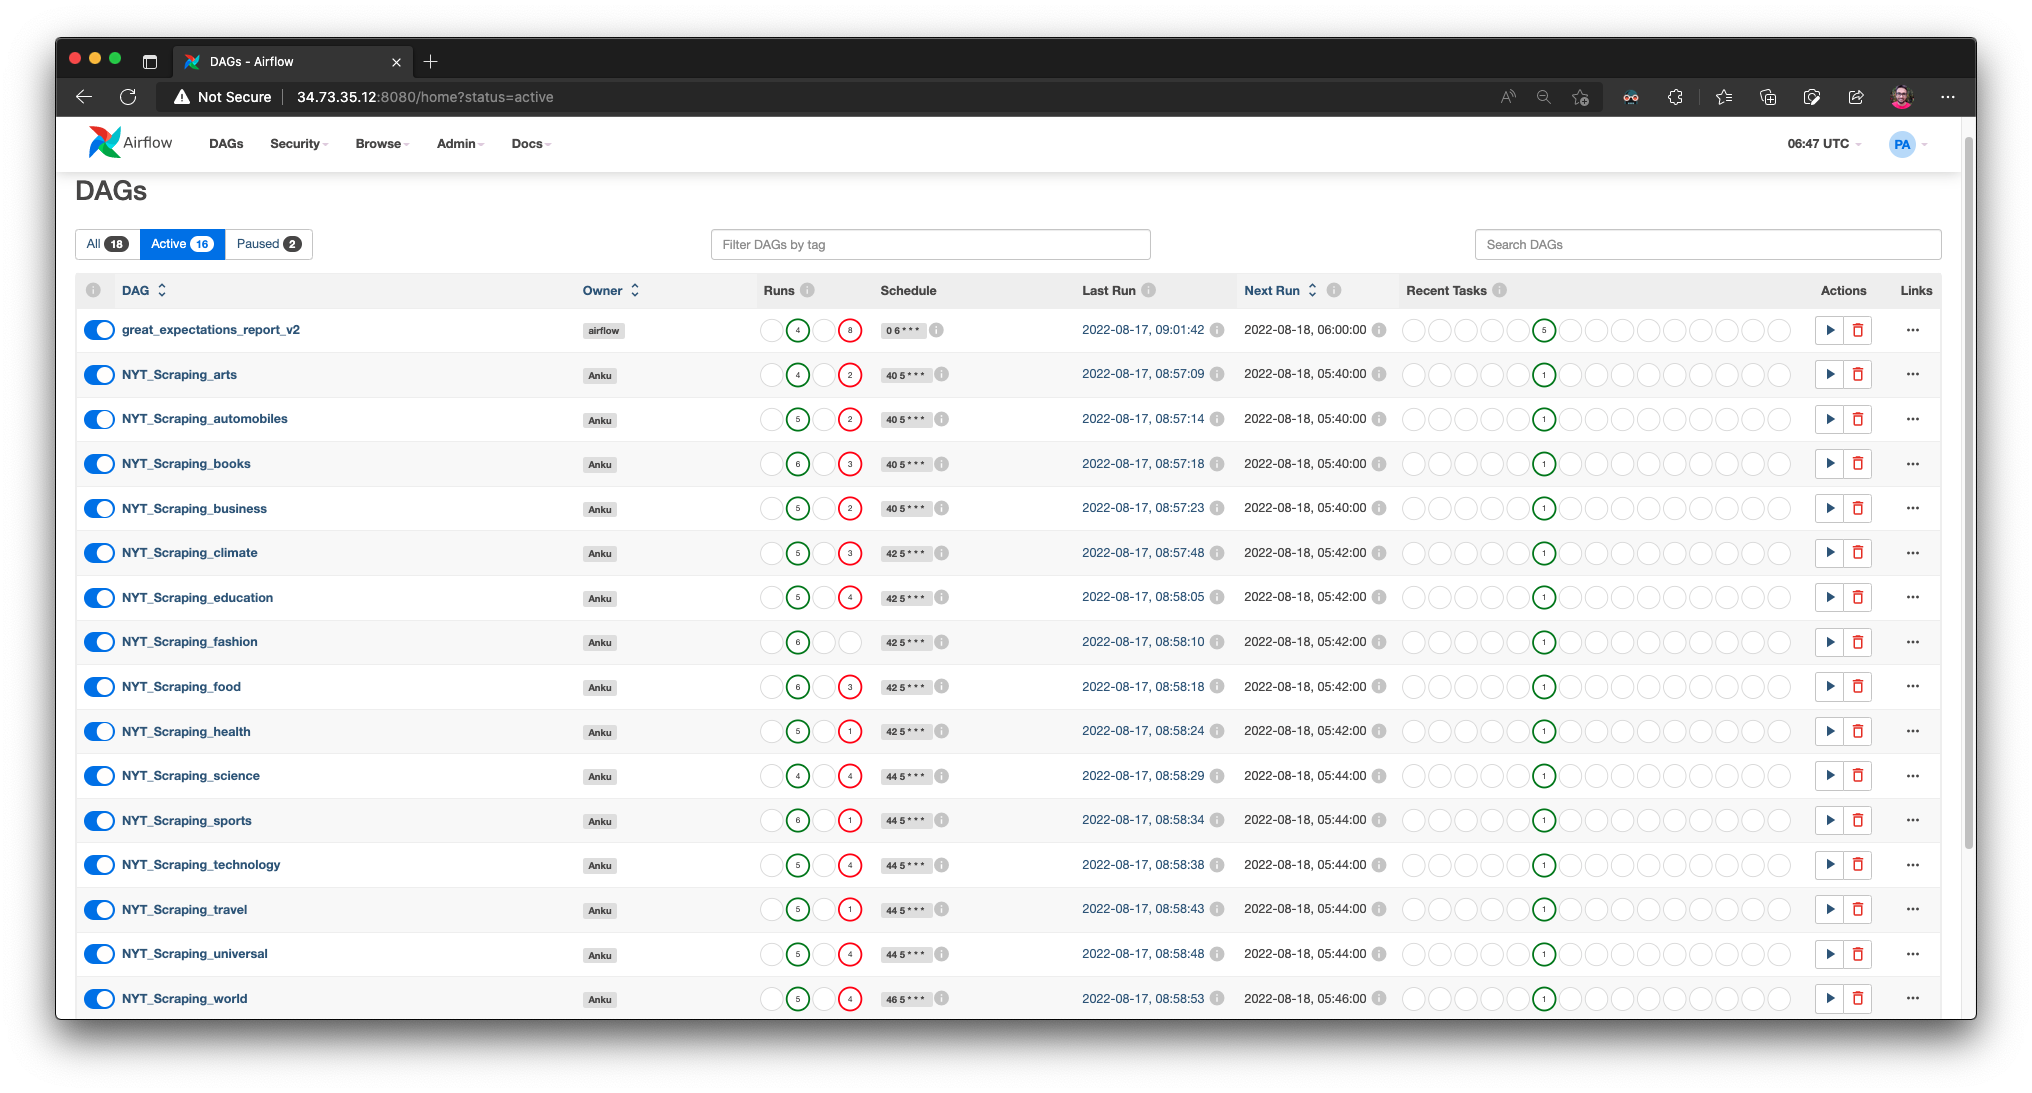 DAGs - Airflow
Not Secure 34.73.35.12:8080/home?status=active
Airflow DAGs Security Browse Admin Docs 06:47 UTC PA
DAGs
All 18 Active 16 Paused 2 Filter DAGs by tag Search DAGs
DAG Owner Runs Schedule Last Run Next Run Recent Tasks Actions Links
great_expectations_report_v2 airflow 4 8 0 6 * * * 2022-08-17, 09:01:42 2022-08-18, 06:00:00 5
NYT_Scraping_arts Anku 4 2 40 5 * * * 2022-08-17, 08:57:09 2022-08-18, 05:40:00 1
NYT_Scraping_automobiles Anku 5 2 40 5 * * * 2022-08-17, 08:57:14 2022-08-18, 05:40:00 1
NYT_Scraping_books Anku 6 3 40 5 * * * 2022-08-17, 08:57:18 2022-08-18, 05:40:00 1
NYT_Scraping_business Anku 5 2 40 5 * * * 2022-08-17, 08:57:23 2022-08-18, 05:40:00 1
NYT_Scraping_climate Anku 5 3 42 5 * * * 2022-08-17, 08:57:48 2022-08-18, 05:42:00 1
NYT_Scraping_education Anku 5 4 42 5 * * * 2022-08-17, 08:58:05 2022-08-18, 05:42:00 1
NYT_Scraping_fashion Anku 6 42 5 * * * 2022-08-17, 08:58:10 2022-08-18, 05:42:00 1
NYT_Scraping_food Anku 6 3 42 5 * * * 2022-08-17, 08:58:18 2022-08-18, 05:42:00 1
NYT_Scraping_health Anku 5 1 42 5 * * * 2022-08-17, 08:58:24 2022-08-18, 05:42:00 1
NYT_Scraping_science Anku 4 4 44 5 * * * 2022-08-17, 08:58:29 2022-08-18, 05:44:00 1
NYT_Scraping_sports Anku 6 1 44 5 * * * 2022-08-17, 08:58:34 2022-08-18, 05:44:00 1
NYT_Scraping_technology Anku 5 4 44 5 * * * 2022-08-17, 08:58:38 2022-08-18, 05:44:00 1
NYT_Scraping_travel Anku 5 1 44 5 * * * 2022-08-17, 08:58:43 2022-08-18, 05:44:00 1
NYT_Scraping_universal Anku 5 4 44 5 * * * 2022-08-17, 08:58:48 2022-08-18, 05:44:00 1
NYT_Scraping_world Anku 5 4 46 5 * * * 2022-08-17, 08:58:53 2022-08-18, 05:46:00 1